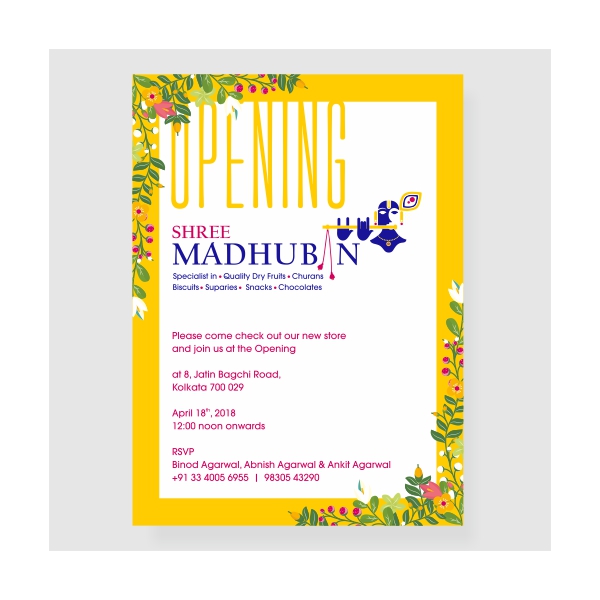 OPENING
SHREE
MADHUBAN
Specialist in • Quality Dry Fruits • Churans
Biscuits • Suparies • Snacks • Chocolates
Please come check out our new store
and join us at the Opening
at 8, Jatin Bagchi Road,
Kolkata 700 029
April 18th, 2018
12:00 noon onwards
RSVP
Binod Agarwal, Abnish Agarwal & Ankit Agarwal
+91 33 4005 6955 | 98305 43290